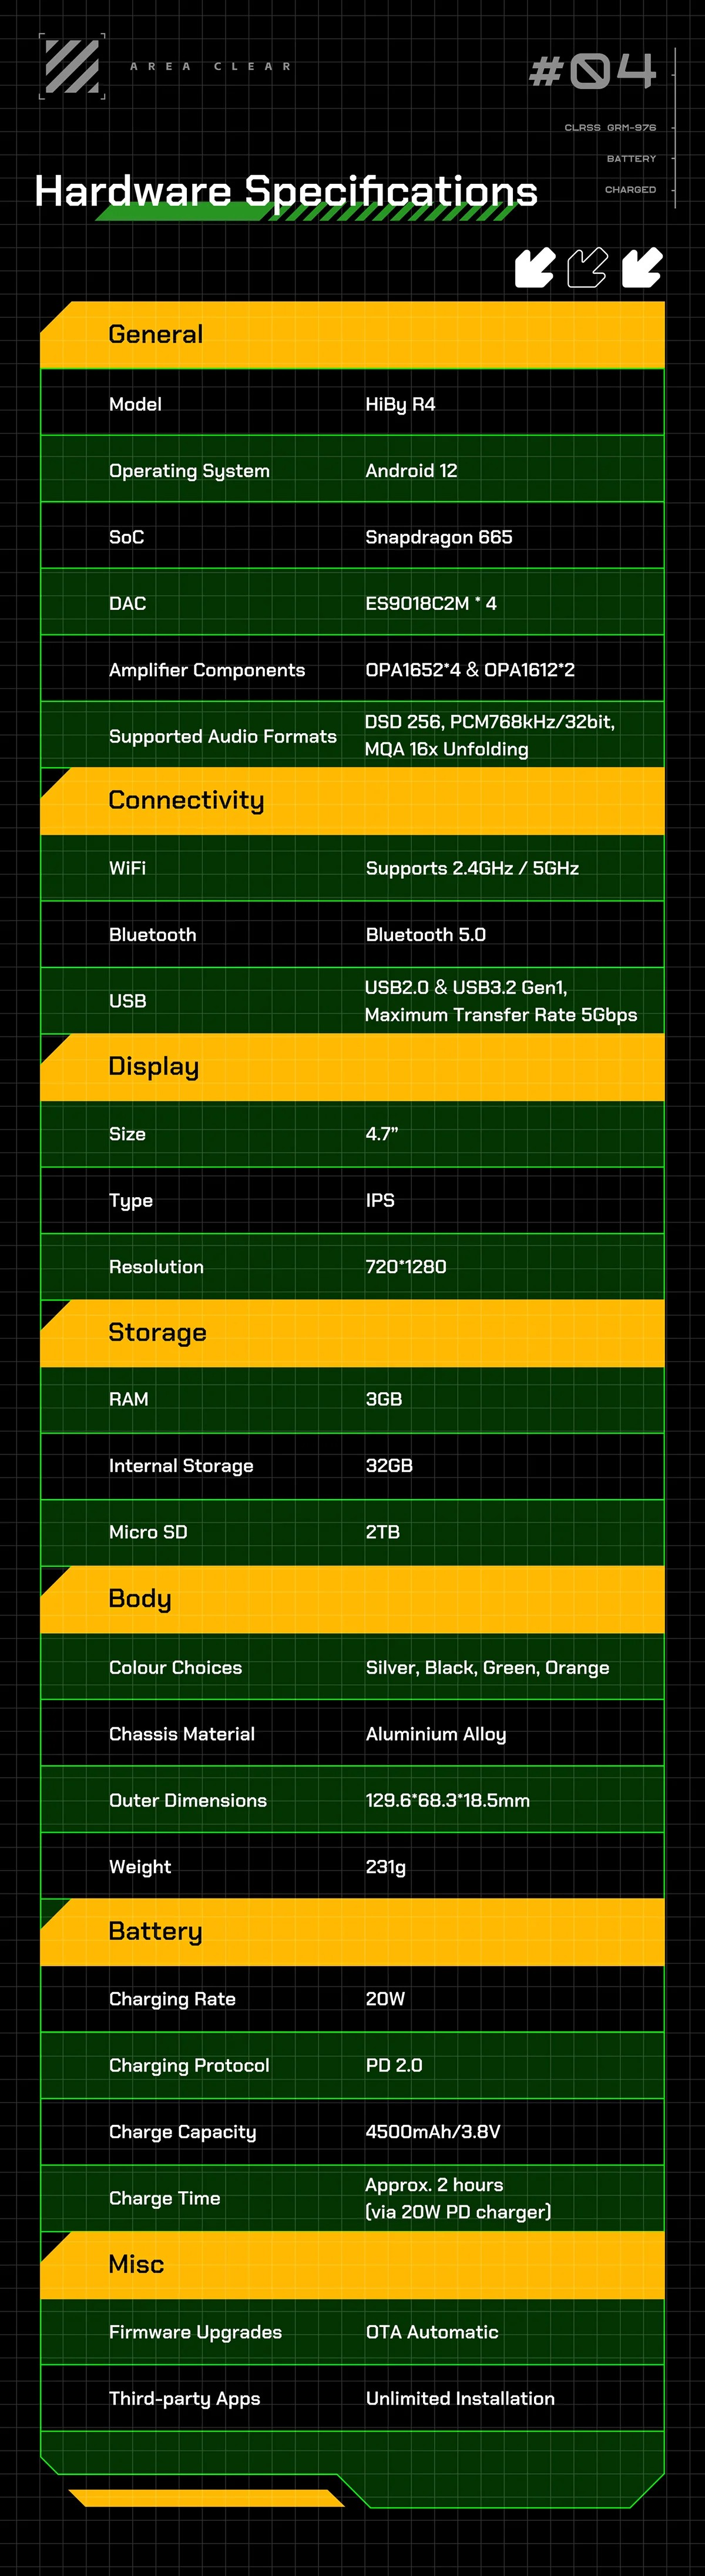 AREA CLEAR
#04
CLRSS GRM-976
BATTERY
CHARGED
Hardware Specifications
General
Model HiBy R4
Operating System Android 12
SoC Snapdragon 665
DAC ES9018C2M * 4
Amplifier Components OPA1652*4 & OPA1612*2
Supported Audio Formats DSD 256, PCM768kHz/32bit,
MQA 16x Unfolding
Connectivity
WiFi Supports 2.4GHz / 5GHz
Bluetooth Bluetooth 5.0
USB USB2.0 & USB3.2 Gen1,
Maximum Transfer Rate 5Gbps
Display
Size 4.7”
Type IPS
Resolution 720*1280
Storage
RAM 3GB
Internal Storage 32GB
Micro SD 2TB
Body
Colour Choices Silver, Black, Green, Orange
Chassis Material Aluminium Alloy
Outer Dimensions 129.6*68.3*18.5mm
Weight 231g
Battery
Charging Rate 20W
Charging Protocol PD 2.0
Charge Capacity 4500mAh/3.8V
Charge Time Approx. 2 hours
(via 20W PD charger)
Misc
Firmware Upgrades OTA Automatic
Third-party Apps Unlimited Installation